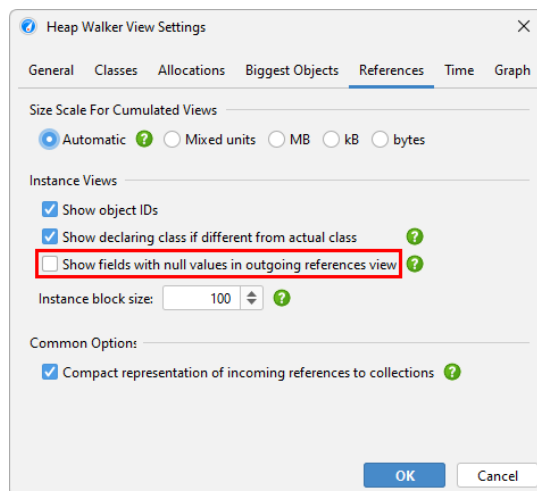 Heap Walker View Settings
General Classes Allocations Biggest Objects References Time Graph
Size Scale For Cumulated Views
Automatic ? Mixed units MB kB bytes
Instance Views
Show object IDs
Show declaring class if different from actual class ?
Show fields with null values in outgoing references view ?
Instance block size: 100 ?
Common Options
Compact representation of incoming references to collections ?
OK Cancel